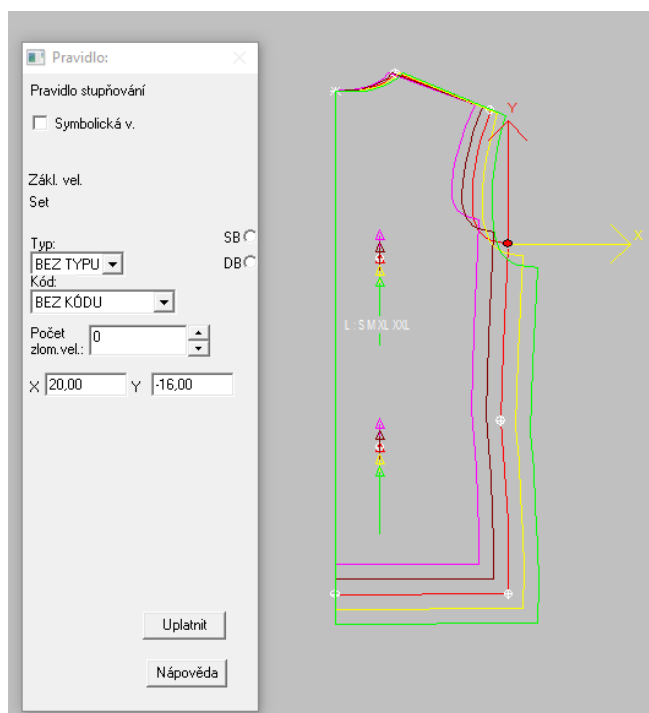 Pravidlo:
Pravidlo stupňování
Symbolická v.
Zákl. vel.
Set
SB
Typ:
DB
BEZ TYPU
Kód:
BEZ KÓDU
Počet
zlom.vel.:
0
X 20,00 Y -16,00
Uplatnit
Nápověda
Y
X
L : S M XL XXL